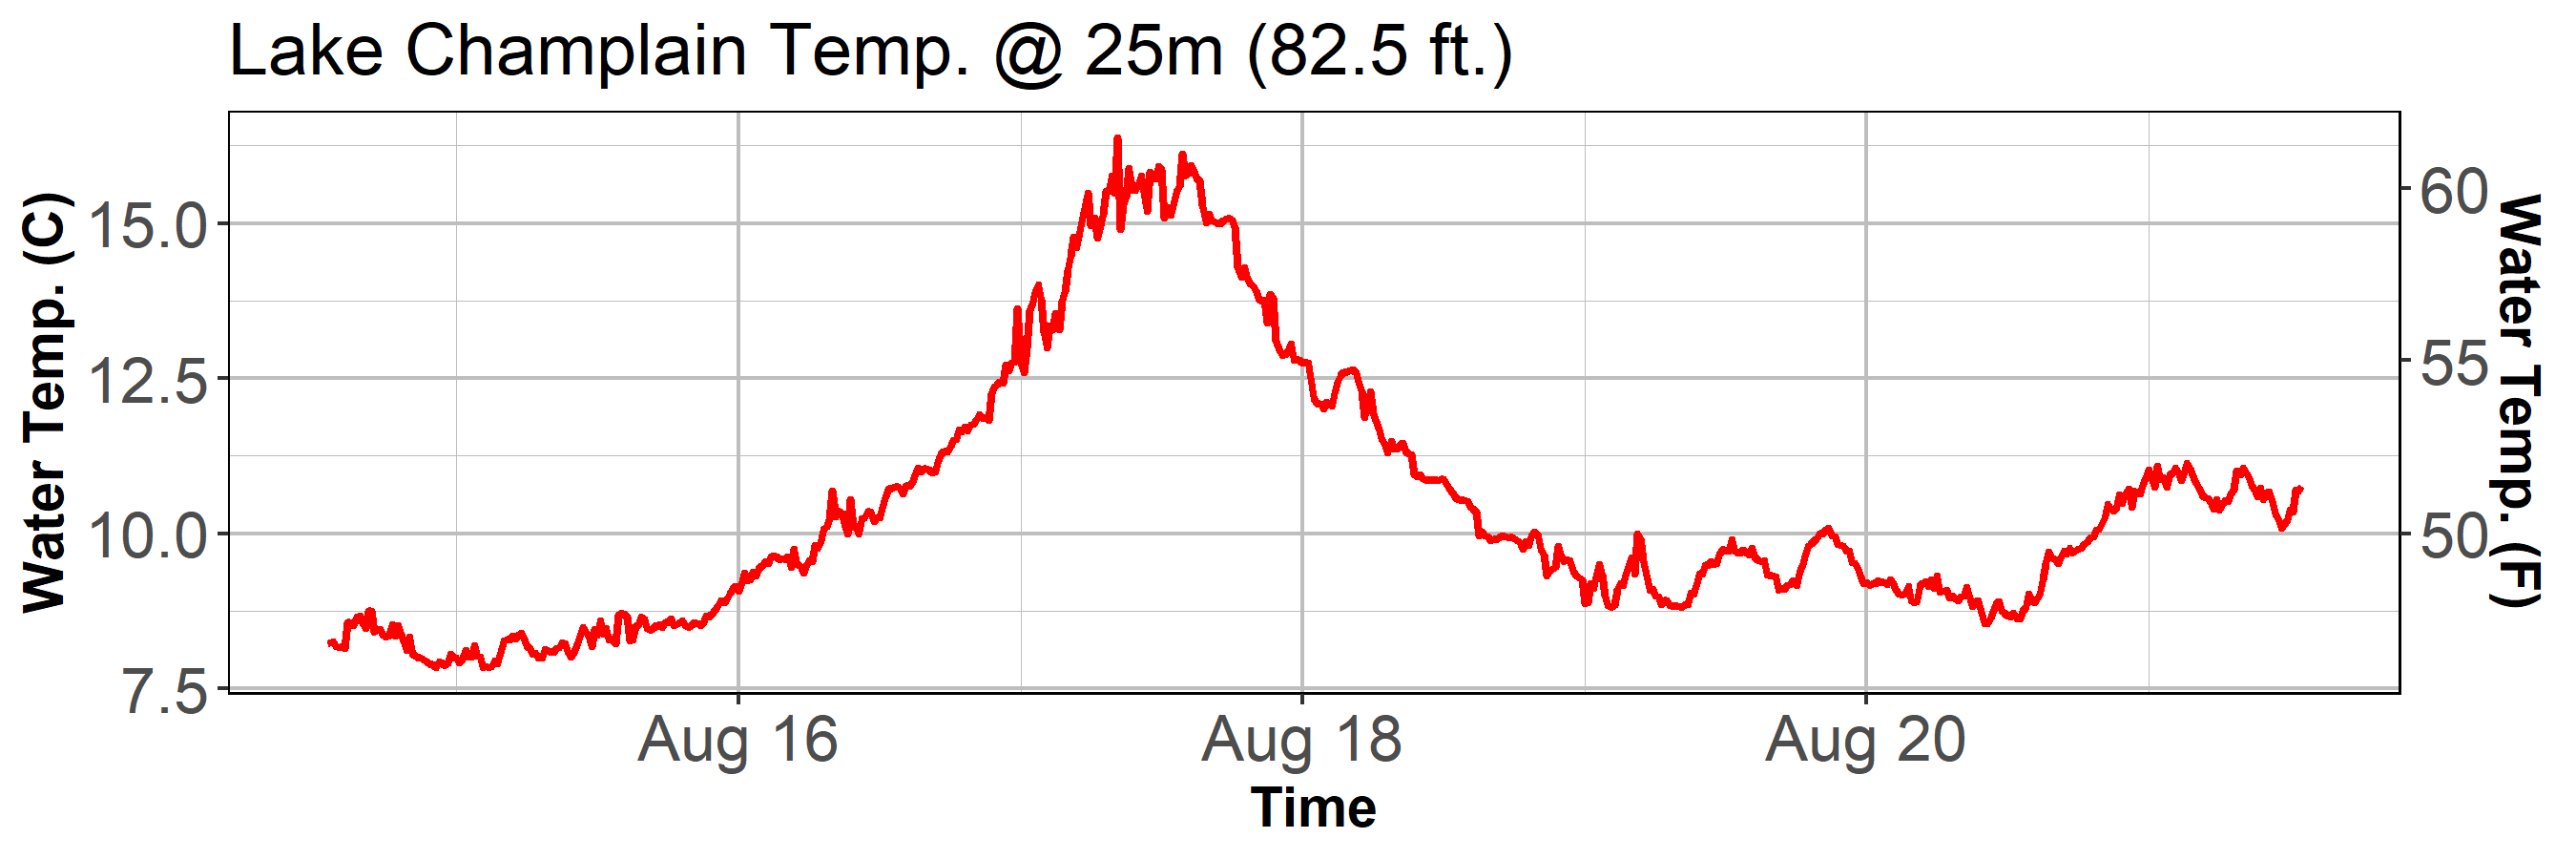 Lake Champlain Temp. @ 25m (82.5 ft.)
Water Temp. (C)
15.0
12.5
10.0
7.5
60
55
50
Water Temp. (F)
Aug 16 Aug 18 Aug 20
Time